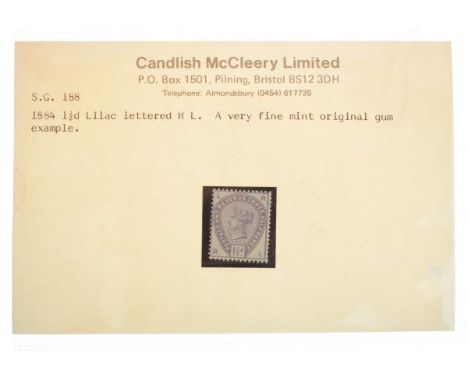 Candlish McCleery Limited
P.O. Box 1501, Pilning, Bristol BS12 3DH
Telephone: Almondsbury (0454) 617735
S.G. 188
1884 1½d Lilac lettered R L. A very fine mint original gum
example.
L R
R L